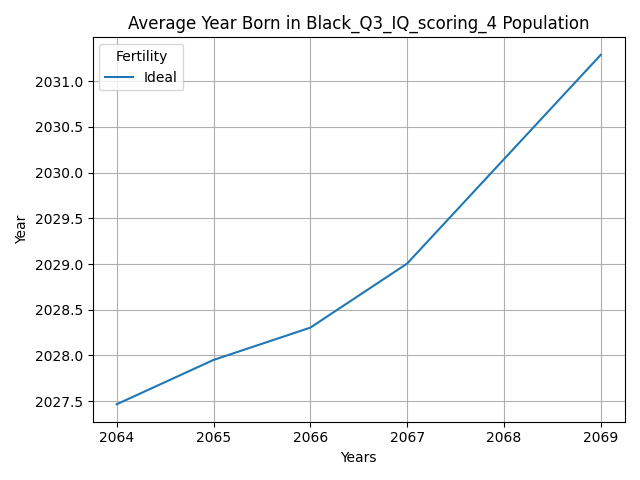 Average Year Born in Black_Q3_IQ_scoring_4 Population
Fertility
Ideal
2031.0
2030.5
2030.0
2029.5
2029.0
2028.5
2028.0
2027.5
Year
2064 2065 2066 2067 2068 2069
Years